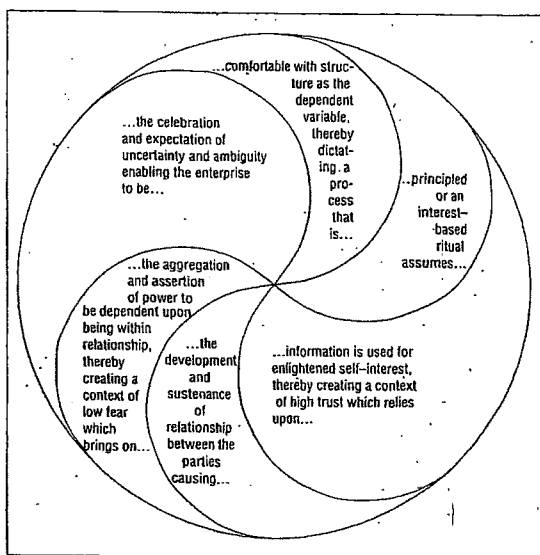 ...comfortable with struc-
ture as the
dependent
variable,
thereby
dictat-
ing. a
pro-
cess
that
is...
...principled
or an
interest–
based
ritual
assumes...
...information is used for
enlightened self–interest,
thereby creating a context
of high trust which relies
upon...
...the
development
and
sustenance
of
relationship
between the
parties
causing...
...the aggregation
and assertion
of power to
be dependent upon
being within
relationship,
thereby
creating a
context of
low fear
which
brings on...
...the celebration
and expectation of
uncertainty and ambiguity
enabling the enterprise
to be...